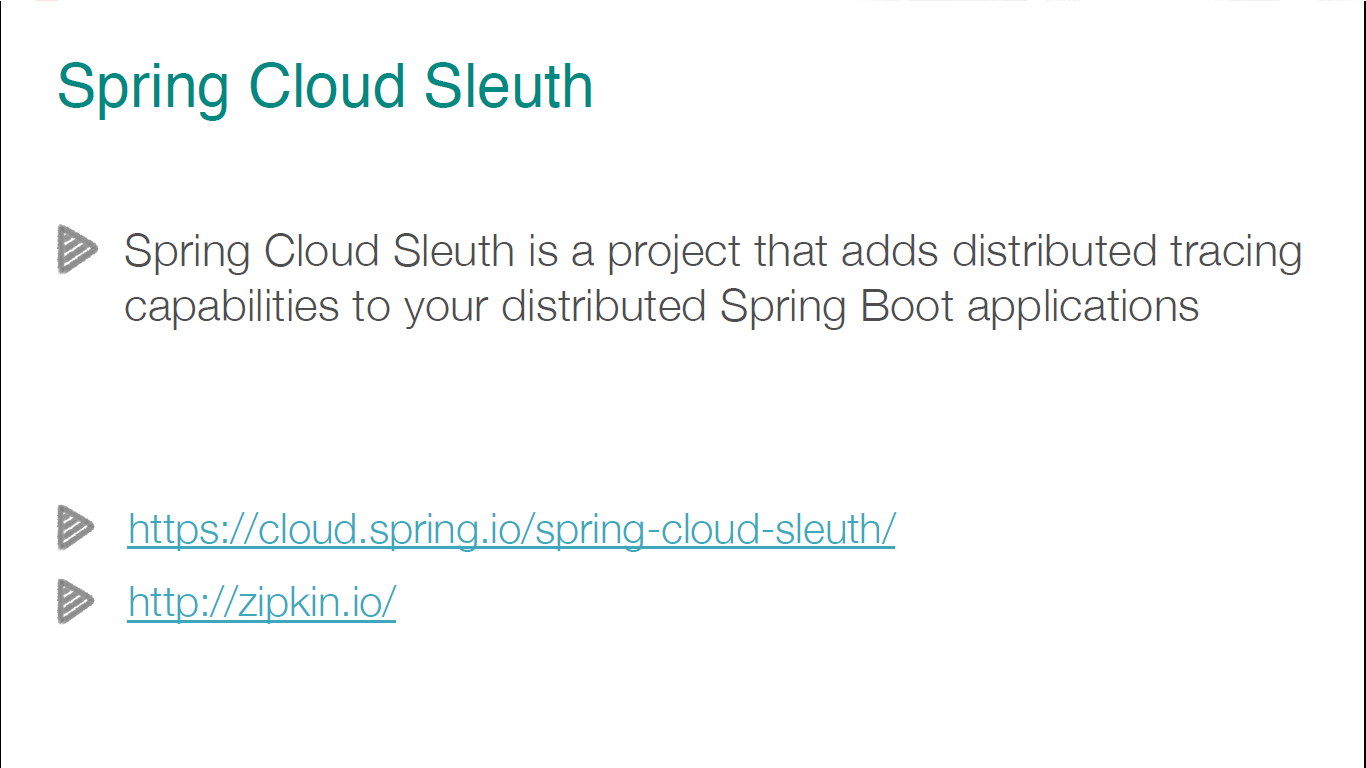 Spring Cloud Sleuth
Spring Cloud Sleuth is a project that adds distributed tracing
capabilities to your distributed Spring Boot applications
https://cloud.spring.io/spring-cloud-sleuth/
http://zipkin.io/